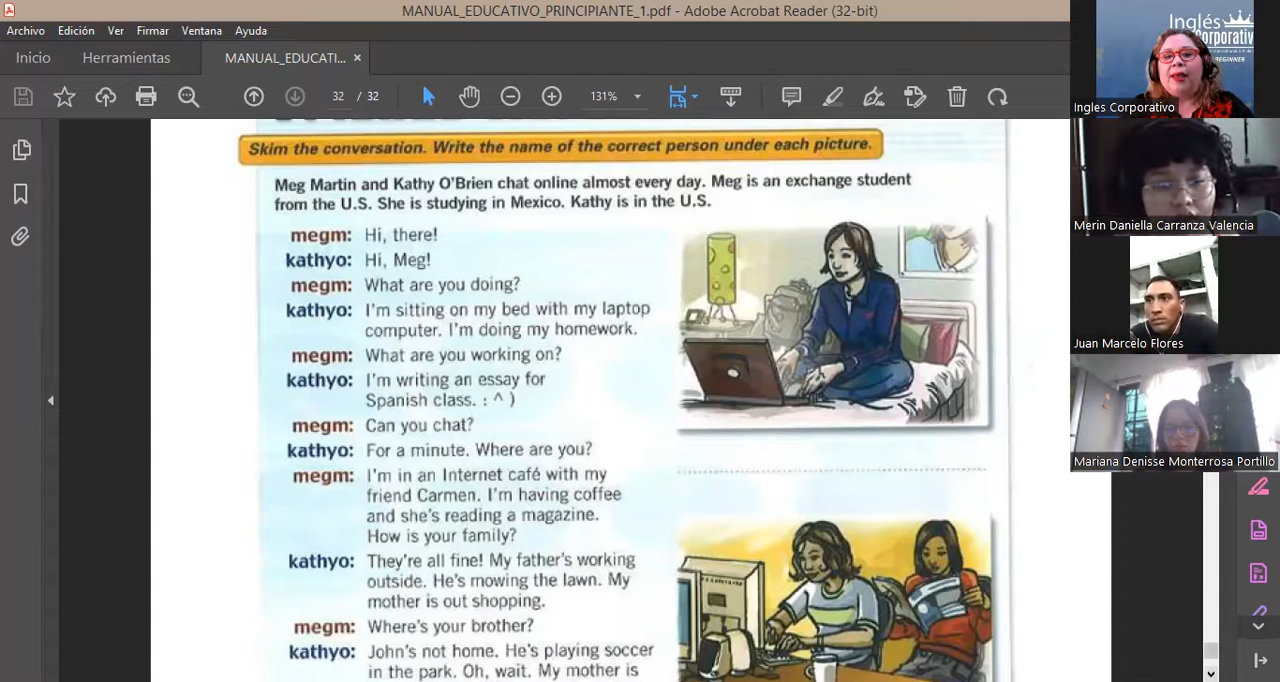 MANUAL_EDUCATIVO_PRINCIPIANTE_1.pdf - Adobe Acrobat Reader (32-bit)
Archivo Edición Ver Firmar Ventana Ayuda
Inicio Herramientas MANUAL_EDUCATI... ×
32 / 32 131%
Skim the conversation. Write the name of the correct person under each picture.
Meg Martin and Kathy O'Brien chat online almost every day. Meg is an exchange student
from the U.S. She is studying in Mexico. Kathy is in the U.S.
megm: Hi, there!
kathyo: Hi, Meg!
megm: What are you doing?
kathyo: I'm sitting on my bed with my laptop
computer. I'm doing my homework.
megm: What are you working on?
kathyo: I'm writing an essay for
Spanish class. : ^ )
megm: Can you chat?
kathyo: For a minute. Where are you?
megm: I'm in an Internet café with my
friend Carmen. I'm having coffee
and she's reading a magazine.
How is your family?
kathyo: They're all fine! My father's working
outside. He's mowing the lawn. My
mother is out shopping.
megm: Where's your brother?
kathyo: John's not home. He's playing soccer
in the park. Oh, wait. My mother is
Inglés
Corporativ
BEGINNER
Ingles Corporativo
Merin Daniella Carranza Valencia
Juan Marcelo Flores
Mariana Denisse Monterrosa Portillo